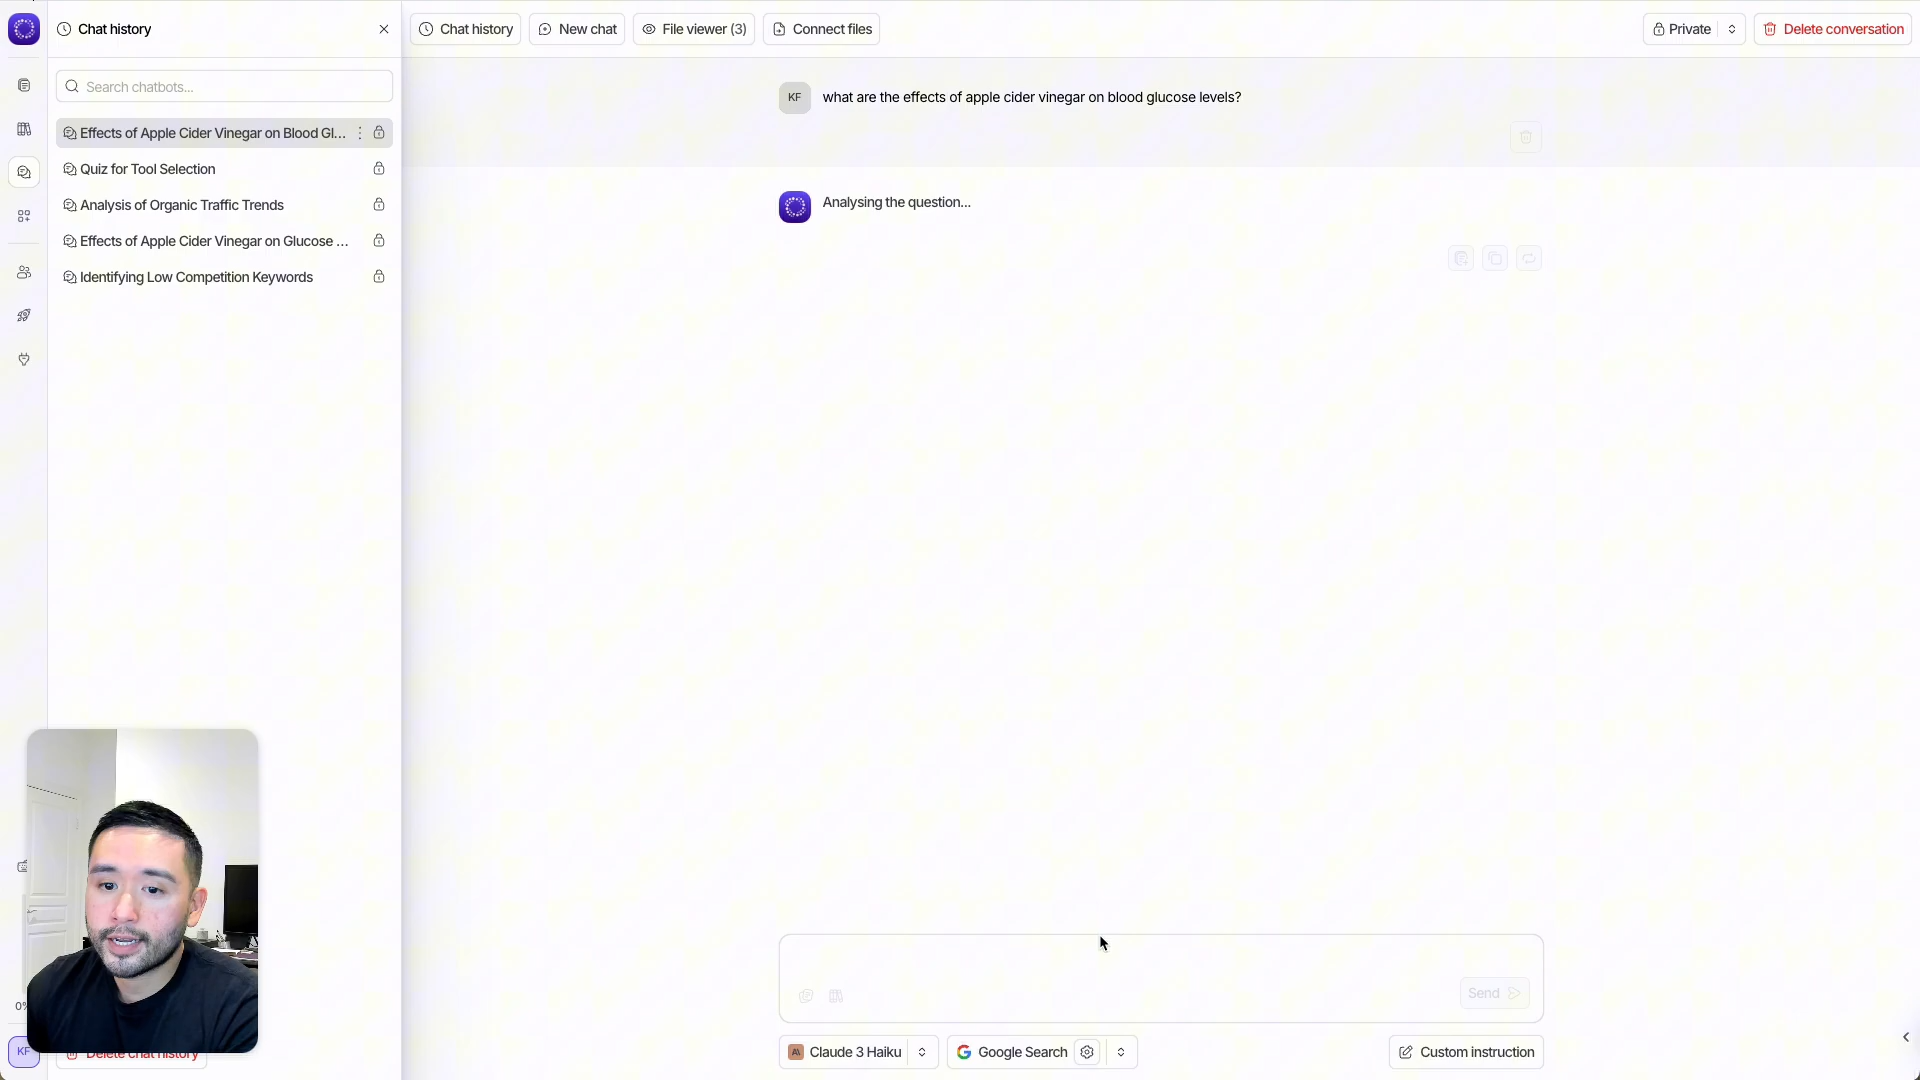 Chat history
Search chatbots...
Effects of Apple Cider Vinegar on Blood Gl...
Quiz for Tool Selection
Analysis of Organic Traffic Trends
Effects of Apple Cider Vinegar on Glucose ...
Identifying Low Competition Keywords
Delete chat history
KF
Chat history
New chat
File viewer (3)
Connect files
Private
Delete conversation
KF
what are the effects of apple cider vinegar on blood glucose levels?
Analysing the question...
Send
Claude 3 Haiku
Google Search
Custom instruction